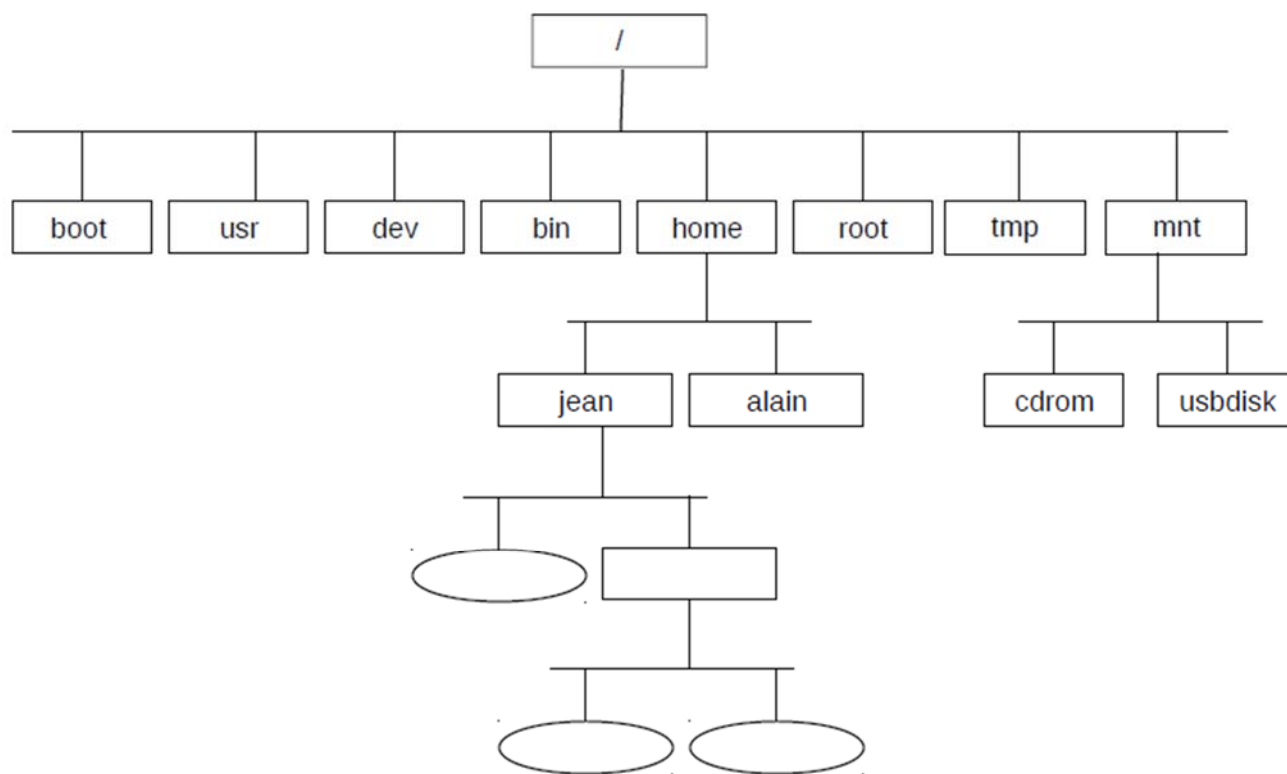 /
boot usr dev bin home root tmp mnt
jean alain cdrom usbdisk